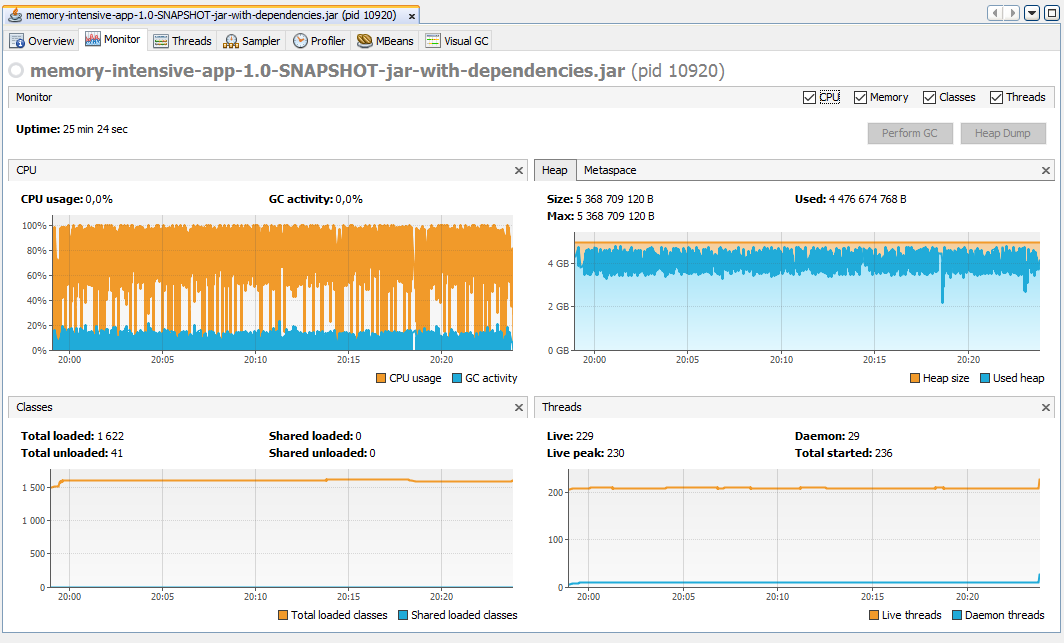 memory-intensive-app-1.0-SNAPSHOT-jar-with-dependencies.jar (pid 10920)
Overview Monitor Threads Sampler Profiler MBeans Visual GC
memory-intensive-app-1.0-SNAPSHOT-jar-with-dependencies.jar (pid 10920)
Monitor CPU Memory Classes Threads
Uptime: 25 min 24 sec
Perform GC Heap Dump
CPU
CPU usage: 0,0% GC activity: 0,0%
100%
80%
60%
40%
20%
0%
20:00 20:05 20:10 20:15 20:20
CPU usage GC activity
Heap Metaspace
Size: 5 368 709 120 B Used: 4 476 674 768 B
Max: 5 368 709 120 B
4 GB
2 GB
0 GB
20:00 20:05 20:10 20:15 20:20
Heap size Used heap
Classes
Total loaded: 1 622 Shared loaded: 0
Total unloaded: 41 Shared unloaded: 0
1 500
1 000
500
0
20:00 20:05 20:10 20:15 20:20
Total loaded classes Shared loaded classes
Threads
Live: 229 Daemon: 29
Live peak: 230 Total started: 236
200
100
0
20:00 20:05 20:10 20:15 20:20
Live threads Daemon threads